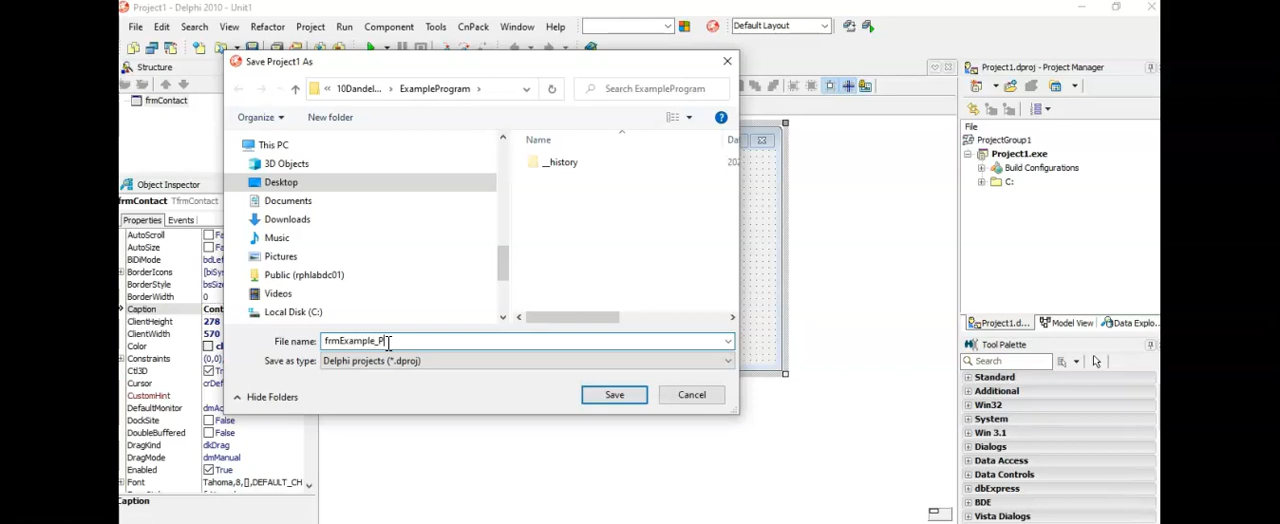 Project1 - Delphi 2010 - Unit1
File Edit Search View Refactor Project Run Component Tools CnPack Window Help
Default Layout
Structure
frmContact
Save Project1 As
« 10Dandel... › ExampleProgram ›
Search ExampleProgram
Organize
New folder
This PC
3D Objects
Desktop
Documents
Downloads
Music
Pictures
Public (rphlabdc01)
Videos
Local Disk (C:)
Name
__history
File name: frmExample_P
Save as type: Delphi projects (*.dproj)
Hide Folders
Save
Cancel
Object Inspector
frmContact TfrmContact
Properties Events
AutoScroll
AutoSize
BiDiMode bdLef
BorderIcons [biSy
BorderStyle bsSize
BorderWidth 0
Caption Cont
ClientHeight 278
ClientWidth 570
Color
Constraints (0,0)
Ctl3D
Cursor crDef
CustomHint
DefaultMonitor dmAc
DockSite False
DoubleBuffered False
DragKind dkDrag
DragMode dmManual
Enabled True
Font Tahoma,8,[],DEFAULT_CH
Caption
Project1.dproj - Project Manager
File
ProjectGroup1
Project1.exe
Build Configurations
C:
Project1.d... Model View Data Explo...
Tool Palette
Search
Standard
Additional
Win32
System
Win 3.1
Dialogs
Data Access
Data Controls
dbExpress
BDE
Vista Dialogs